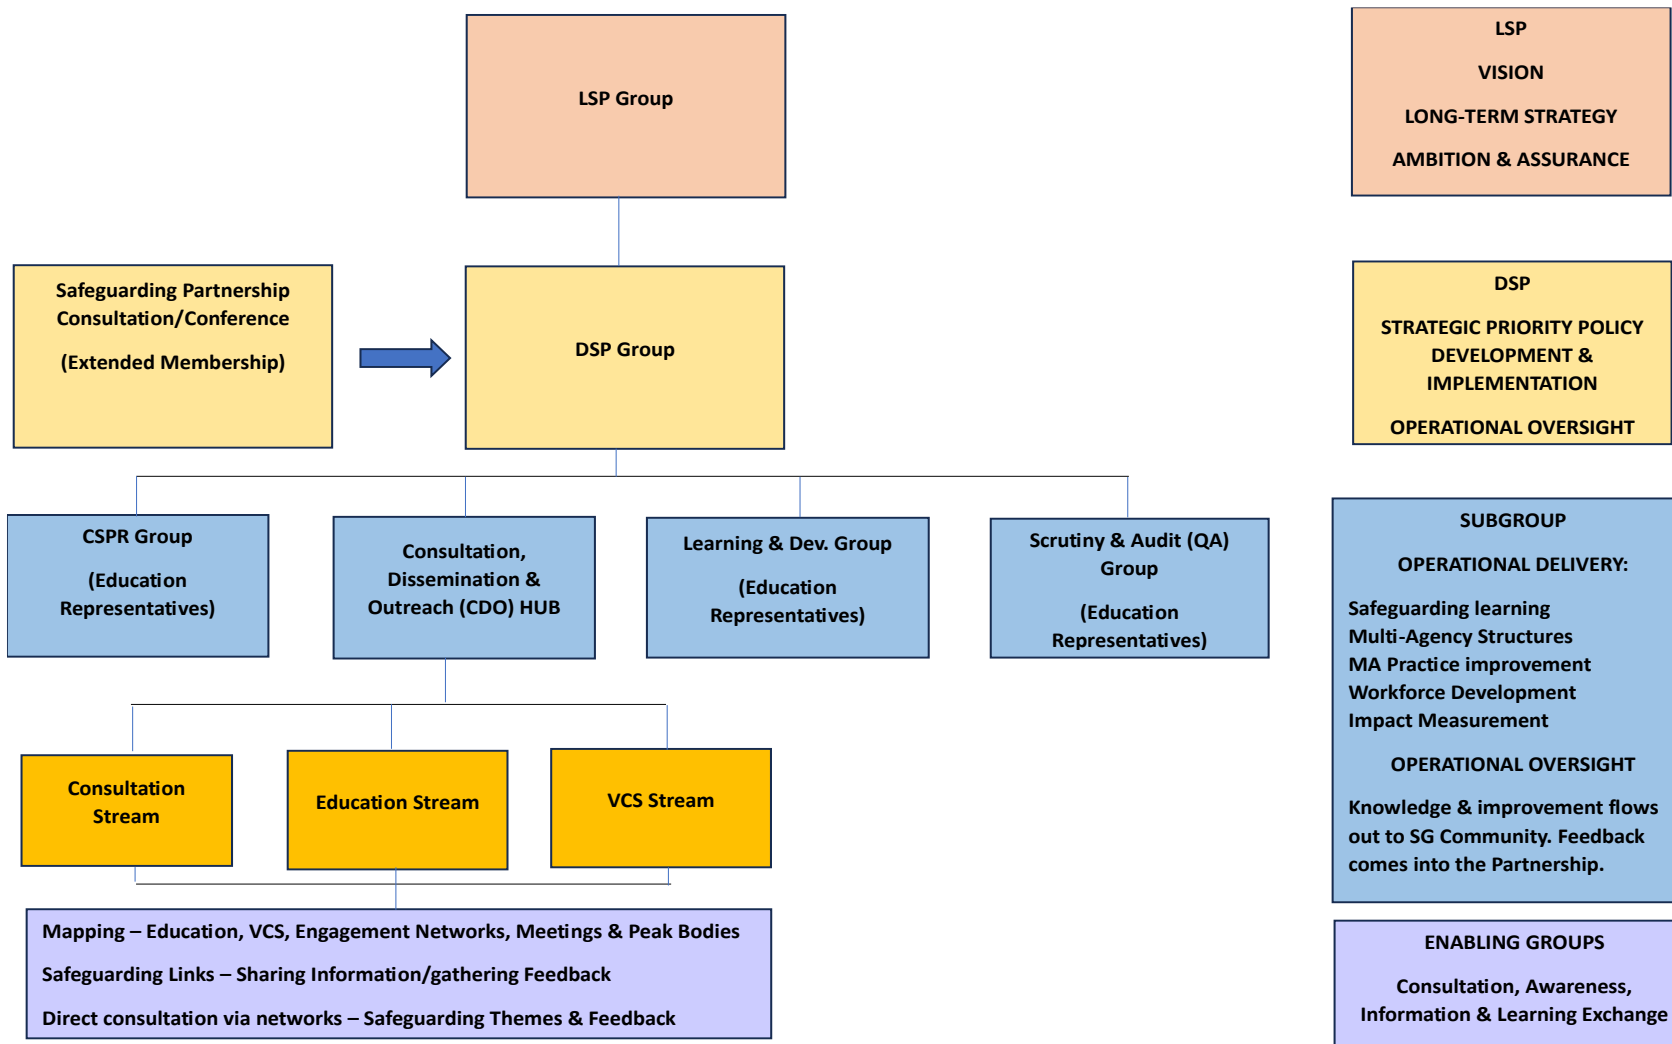 LSP Group
LSP
VISION
LONG-TERM STRATEGY
AMBITION & ASSURANCE
Safeguarding Partnership
Consultation/Conference
(Extended Membership)
DSP Group
DSP
STRATEGIC PRIORITY POLICY
DEVELOPMENT &
IMPLEMENTATION
OPERATIONAL OVERSIGHT
CSPR Group
(Education
Representatives)
Consultation,
Dissemination &
Outreach (CDO) HUB
Learning & Dev. Group
(Education
Representatives)
Scrutiny & Audit (QA)
Group
(Education
Representatives)
SUBGROUP
OPERATIONAL DELIVERY:
Safeguarding learning
Multi-Agency Structures
MA Practice improvement
Workforce Development
Impact Measurement
OPERATIONAL OVERSIGHT
Knowledge & improvement flows
out to SG Community. Feedback
comes into the Partnership.
Consultation
Stream
Education Stream
VCS Stream
Mapping – Education, VCS, Engagement Networks, Meetings & Peak Bodies
Safeguarding Links – Sharing Information/gathering Feedback
Direct consultation via networks – Safeguarding Themes & Feedback
ENABLING GROUPS
Consultation, Awareness,
Information & Learning Exchange